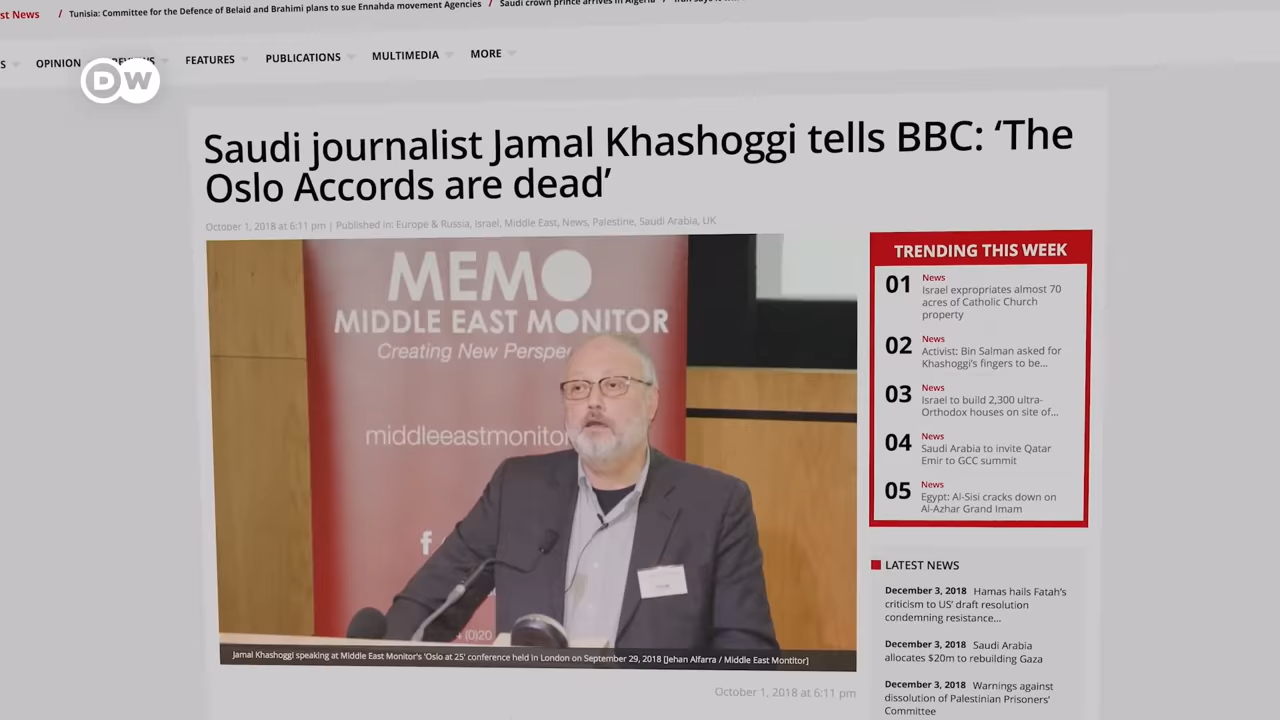 st News / Tunisia: Committee for the Defence of Belaid and Brahimi plans to sue Ennahda movement Agencies / Saudi crown prince arrives in Algeria /
S OPINION FEATURES PUBLICATIONS MULTIMEDIA MORE
DW
Saudi journalist Jamal Khashoggi tells BBC: ‘The
Oslo Accords are dead’
October 1, 2018 at 6:11 pm | Published in: Europe & Russia, Israel, Middle East, News, Palestine, Saudi Arabia, UK
MEMO
MIDDLE EAST MONITOR
Creating New Perspe
middleeastmonitor
f
(0)20
Jamal Khashoggi speaking at Middle East Monitor's 'Oslo at 25' conference held in London on September 29, 2018 [Jehan Alfarra / Middle East Montitor]
October 1, 2018 at 6:11 pm
TRENDING THIS WEEK
01 News
Israel expropriates almost 70
acres of Catholic Church
property
02 News
Activist: Bin Salman asked for
Khashoggi's fingers to be...
03 News
Israel to build 2,300 ultra-
Orthodox houses on site of...
04 News
Saudi Arabia to invite Qatar
Emir to GCC summit
05 News
Egypt: Al-Sisi cracks down on
Al-Azhar Grand Imam
LATEST NEWS
December 3, 2018 Hamas hails Fatah's
criticism to US' draft resolution
condemning resistance...
December 3, 2018 Saudi Arabia
allocates $20m to rebuilding Gaza
December 3, 2018 Warnings against
dissolution of Palestinian Prisoners'
Committee